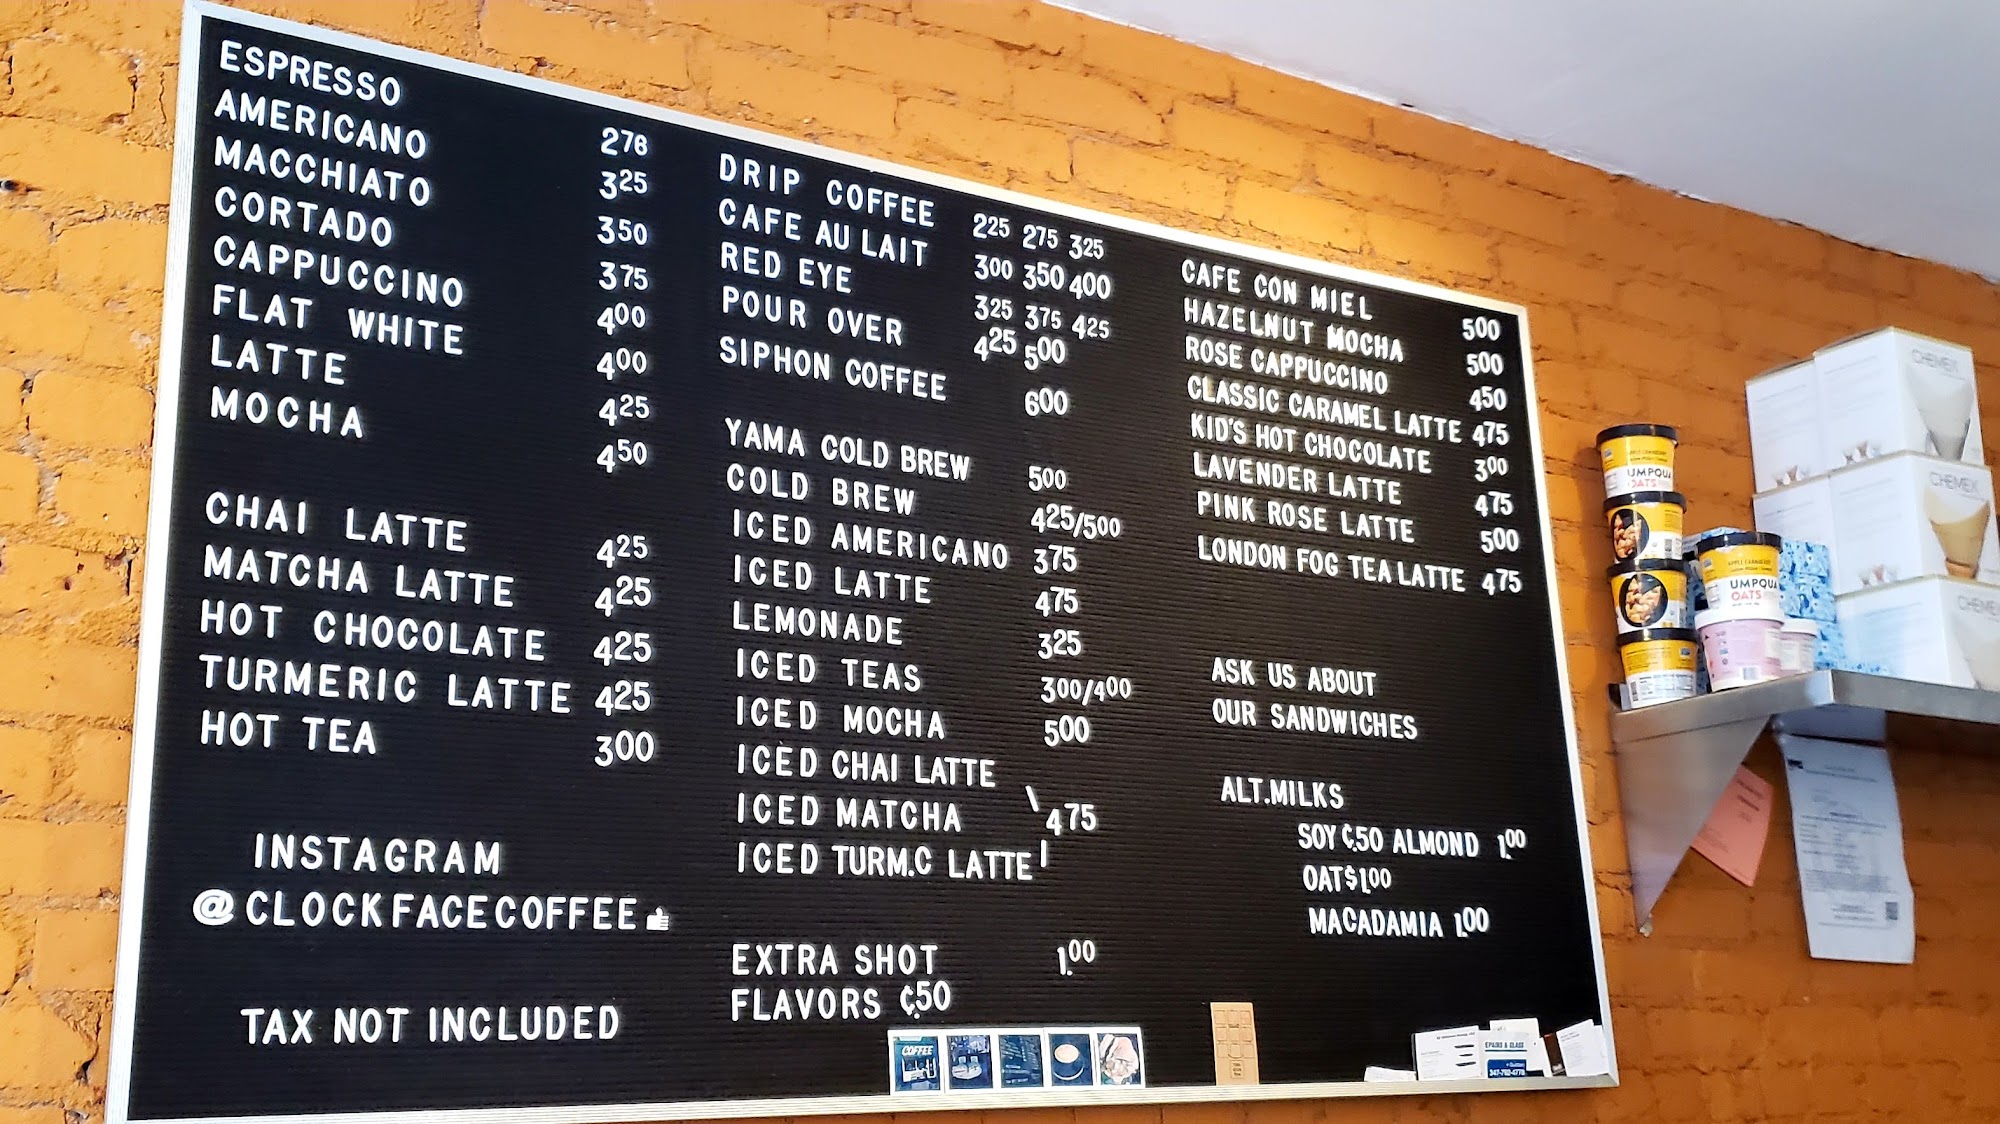 ESPRESSO 276
AMERICANO 325
MACCHIATO 350
CORTADO 375
CAPPUCCINO 400
FLAT WHITE 400
LATTE 425
MOCHA 450
CHAI LATTE 425
MATCHA LATTE 425
HOT CHOCOLATE 425
TURMERIC LATTE 425
HOT TEA 300
INSTAGRAM
@CLOCKFACECOFFEE
TAX NOT INCLUDED
DRIP COFFEE 225 275 325
CAFE AU LAIT 300 350 400
RED EYE 325 375 425
POUR OVER 425 500
SIPHON COFFEE 600
YAMA COLD BREW 500
COLD BREW 425/500
ICED AMERICANO 375
ICED LATTE 475
LEMONADE 325
ICED TEAS 300/400
ICED MOCHA 500
ICED CHAI LATTE \
ICED MATCHA 475
ICED TURM.C LATTE |
EXTRA SHOT 1.00
FLAVORS ¢.50
CAFE CON MIEL 500
HAZELNUT MOCHA 500
ROSE CAPPUCCINO 450
CLASSIC CARAMEL LATTE 475
KID'S HOT CHOCOLATE 300
LAVENDER LATTE 475
PINK ROSE LATTE 500
LONDON FOG TEA LATTE 475
ASK US ABOUT
OUR SANDWICHES
ALT.MILKS
SOY ¢.50 ALMOND 1.00
OAT $1.00
MACADAMIA 1.00
COFFEE
UMPQUA
OATS
UMPQUA
OATS
CHEMEX
CHEMEX
CHEMEX